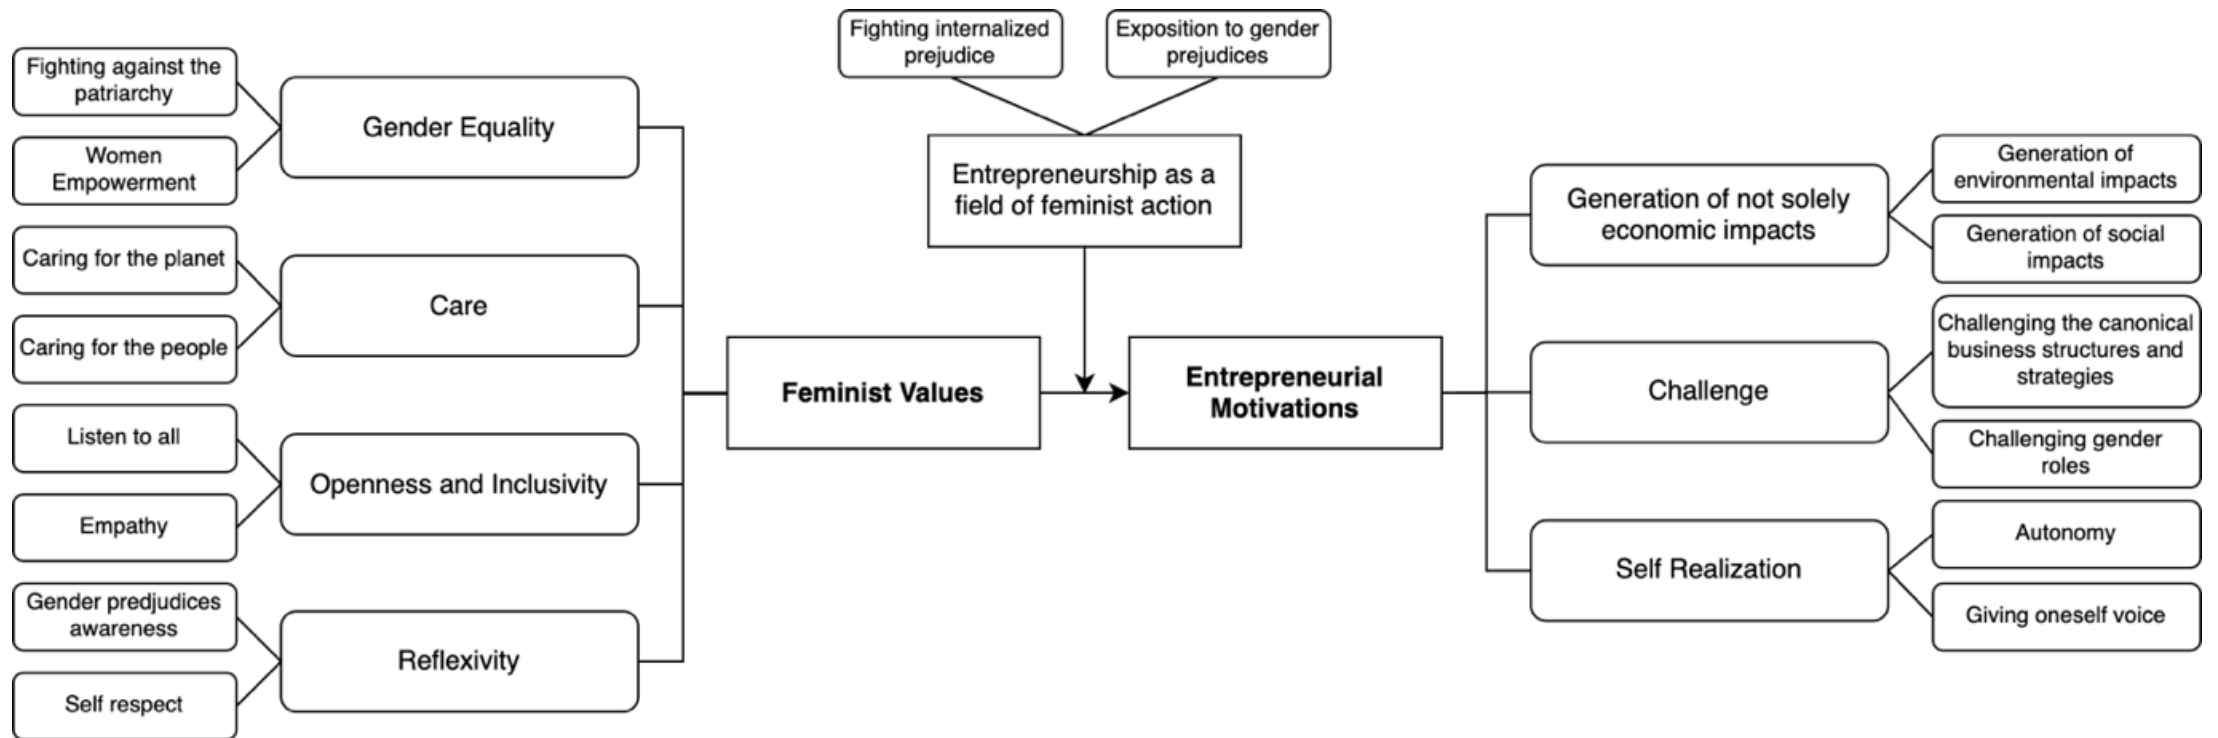 Fighting against the
patriarchy
Women
Empowerment
Gender Equality
Caring for the planet
Caring for the people
Care
Listen to all
Empathy
Openness and Inclusivity
Gender predjudices
awareness
Self respect
Reflexivity
Fighting internalized
prejudice
Exposition to gender
prejudices
Entrepreneurship as a
field of feminist action
Feminist Values
Entrepreneurial
Motivations
Generation of not solely
economic impacts
Generation of
environmental impacts
Generation of social
impacts
Challenge
Challenging the canonical
business structures and
strategies
Challenging gender
roles
Self Realization
Autonomy
Giving oneself voice